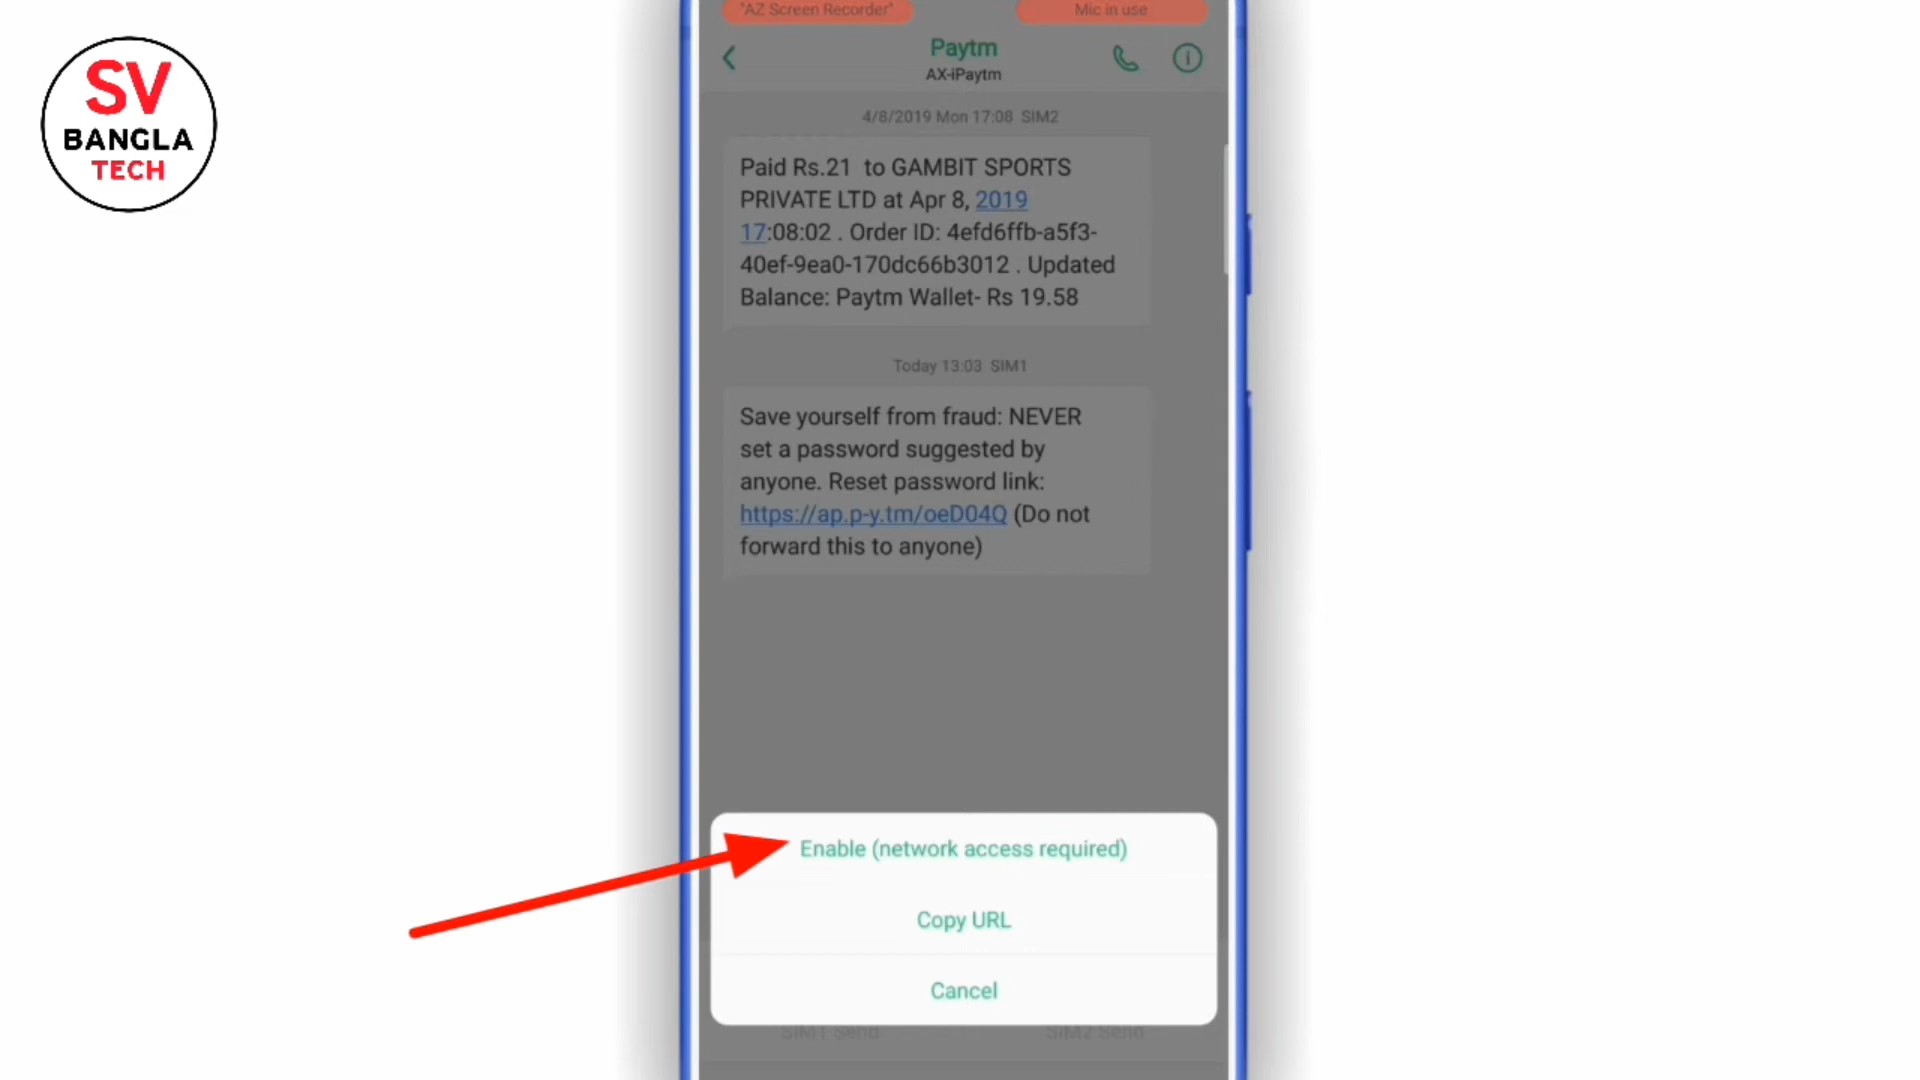 SV
BANGLA
TECH
"AZ Screen Recorder"
Mic in use
Paytm
AX-iPaytm
4/8/2019 Mon 17:08 SIM2
Paid Rs.21 to GAMBIT SPORTS
PRIVATE LTD at Apr 8, 2019
17:08:02 . Order ID: 4efd6ffb-a5f3-
40ef-9ea0-170dc66b3012 . Updated
Balance: Paytm Wallet- Rs 19.58
Today 13:03 SIM1
Save yourself from fraud: NEVER
set a password suggested by
anyone. Reset password link:
https://ap.p-y.tm/oeD04Q (Do not
forward this to anyone)
Enable (network access required)
Copy URL
Cancel
SIM1 Send
SIM2 Send